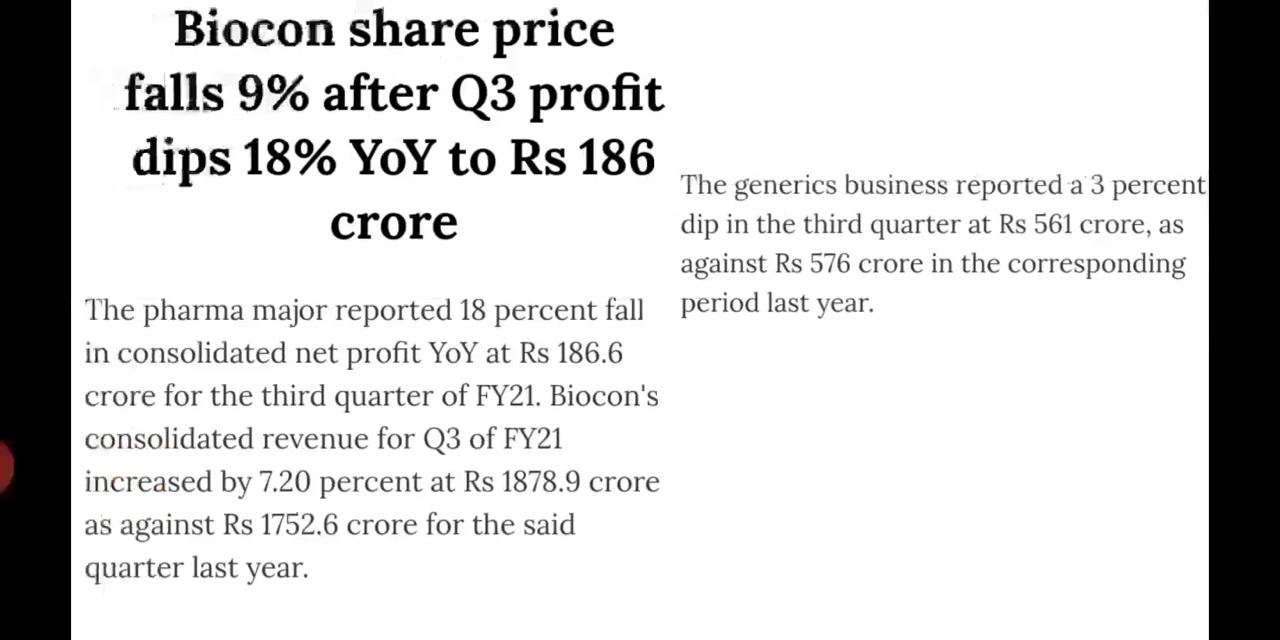 Biocon share price
falls 9% after Q3 profit
dips 18% YoY to Rs 186
crore
The pharma major reported 18 percent fall
in consolidated net profit YoY at Rs 186.6
crore for the third quarter of FY21. Biocon's
consolidated revenue for Q3 of FY21
increased by 7.20 percent at Rs 1878.9 crore
as against Rs 1752.6 crore for the said
quarter last year.
The generics business reported a 3 percent
dip in the third quarter at Rs 561 crore, as
against Rs 576 crore in the corresponding
period last year.